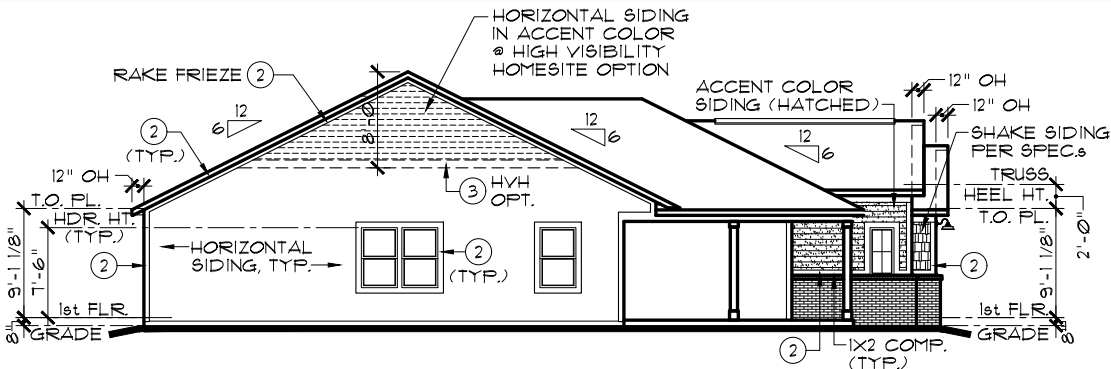 HORIZONTAL SIDING
IN ACCENT COLOR
@ HIGH VISIBILITY
HOMESITE OPTION
RAKE FRIEZE 2
12
6
2
(TYP.)
12" OH
T.O. PL.
HDR. HT.
(TYP.)
8'-0
12
6
3
HVH
OPT.
ACCENT COLOR
SIDING (HATCHED)
12
6
12" OH
12" OH
SHAKE SIDING
PER SPEC.s
TRUSS
HEEL HT.
T.O. PL.
2'-0"
HORIZONTAL
SIDING, TYP.
2
(TYP.)
2
9'-1 1/8"
7'-6"
8"
1st FLR.
GRADE
2
9'-1 1/8"
1st FLR.
GRADE
8"
2
1X2 COMP.
(TYP.)